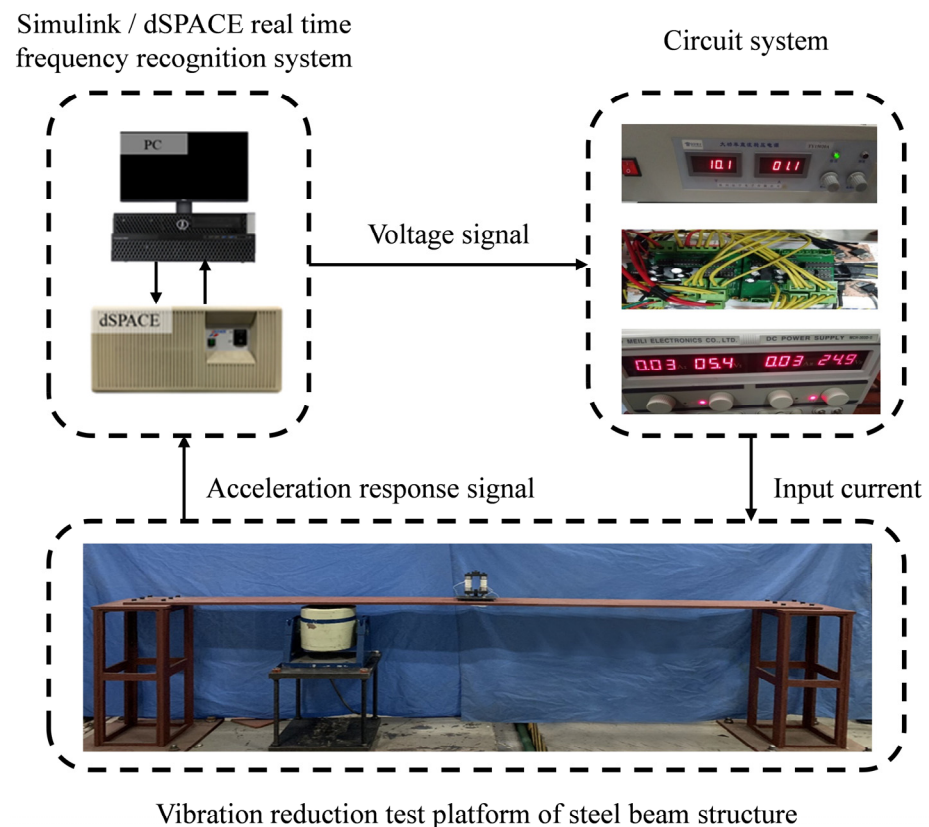 Simulink / dSPACE real time
frequency recognition system
Circuit system
PC
dSPACE
Voltage signal
10.1 01.1
MEILI ELECTRONICS CO., LTD. DC POWER SUPPLY
0.03 05.4 0.03 24.9
Acceleration response signal
Input current
Vibration reduction test platform of steel beam structure